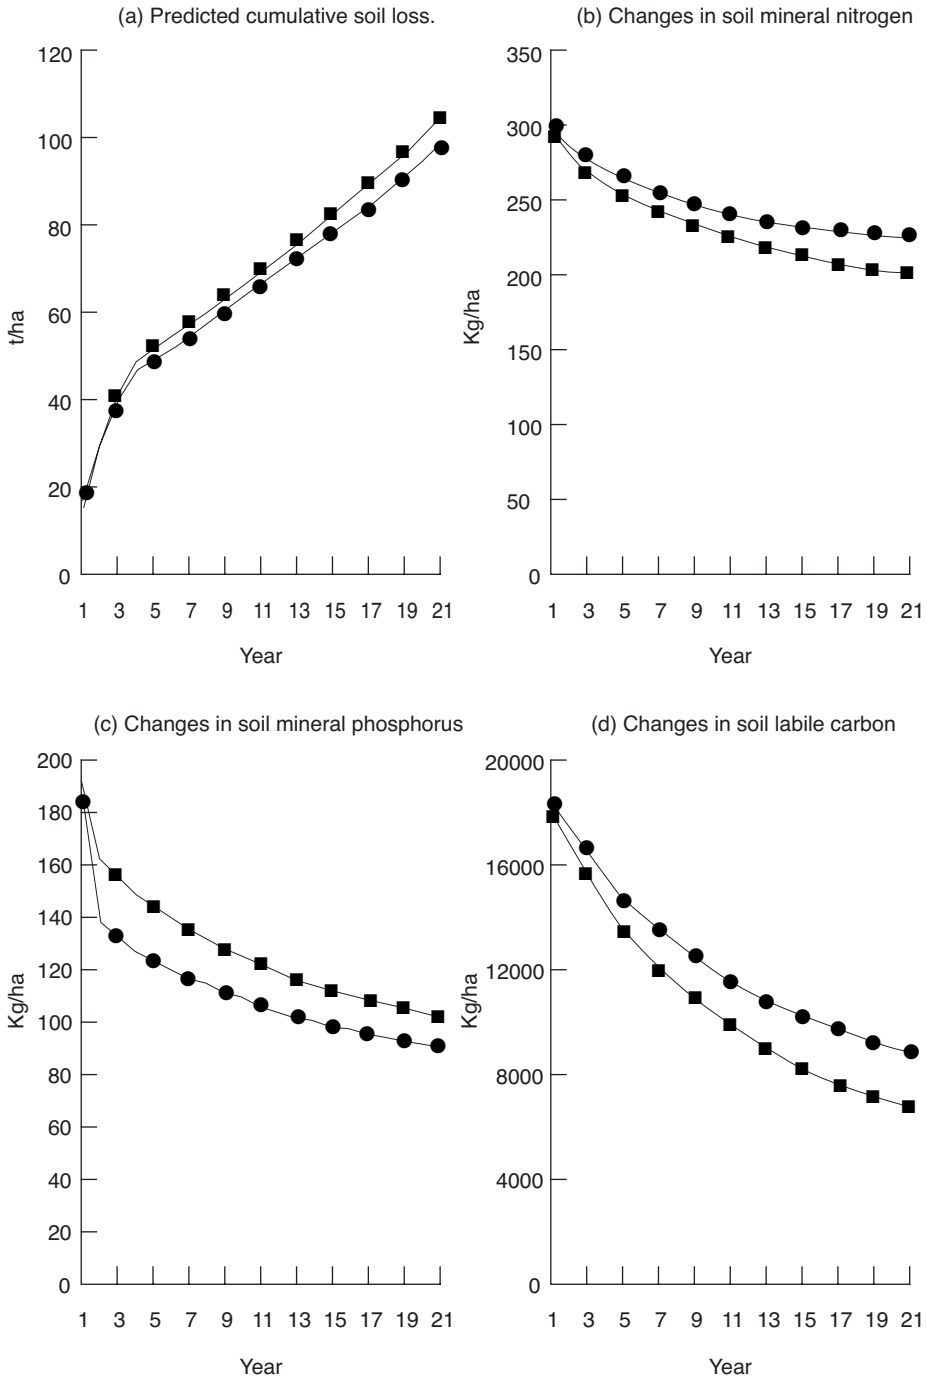 (a) Predicted cumulative soil loss.
120
100
80
60
40
20
0
t/ha
1 3 5 7 9 11 13 15 17 19 21
Year
(b) Changes in soil mineral nitrogen
350
300
250
200
150
100
50
0
Kg/ha
1 3 5 7 9 11 13 15 17 19 21
Year
(c) Changes in soil mineral phosphorus
200
180
160
140
120
100
80
60
40
20
0
Kg/ha
1 3 5 7 9 11 13 15 17 19 21
Year
(d) Changes in soil labile carbon
20000
16000
12000
8000
4000
0
Kg/ha
1 3 5 7 9 11 13 15 17 19 21
Year